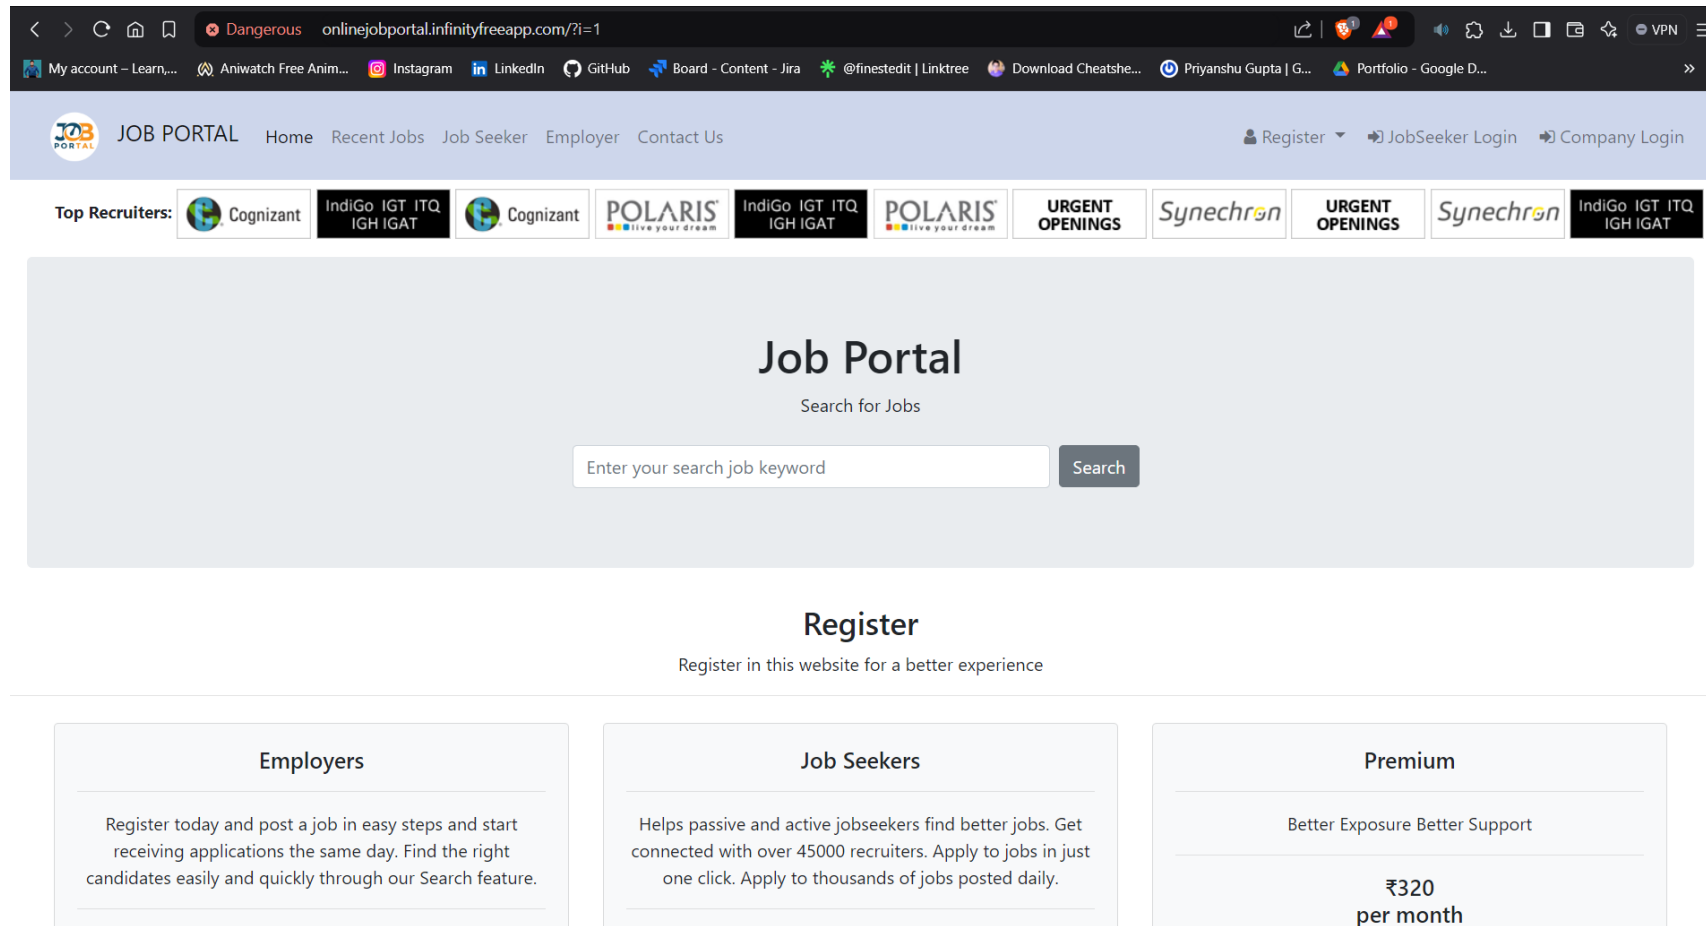 Dangerous onlinejobportal.infinityfreeapp.com/?i=1 VPN
My account – Learn,... Aniwatch Free Anim... Instagram LinkedIn GitHub Board - Content - Jira @finestedit | Linktree Download Cheatshe... Priyanshu Gupta | G... Portfolio - Google D...
JOB PORTAL
JOB PORTAL Home Recent Jobs Job Seeker Employer Contact Us Register JobSeeker Login Company Login
Top Recruiters:
Cognizant
IndiGo IGT ITQ
IGH IGAT
Cognizant
POLARIS
live your dream
IndiGo IGT ITQ
IGH IGAT
POLARIS
live your dream
URGENT
OPENINGS
Synechron
URGENT
OPENINGS
Synechron
IndiGo IGT ITQ
IGH IGAT
Job Portal
Search for Jobs
Enter your search job keyword Search
Register
Register in this website for a better experience
Employers
Register today and post a job in easy steps and start
receiving applications the same day. Find the right
candidates easily and quickly through our Search feature.
Job Seekers
Helps passive and active jobseekers find better jobs. Get
connected with over 45000 recruiters. Apply to jobs in just
one click. Apply to thousands of jobs posted daily.
Premium
Better Exposure Better Support
₹320
per month